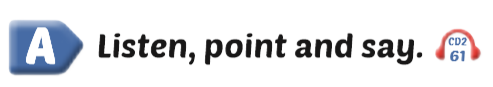 A Listen, point and say. CD2
61